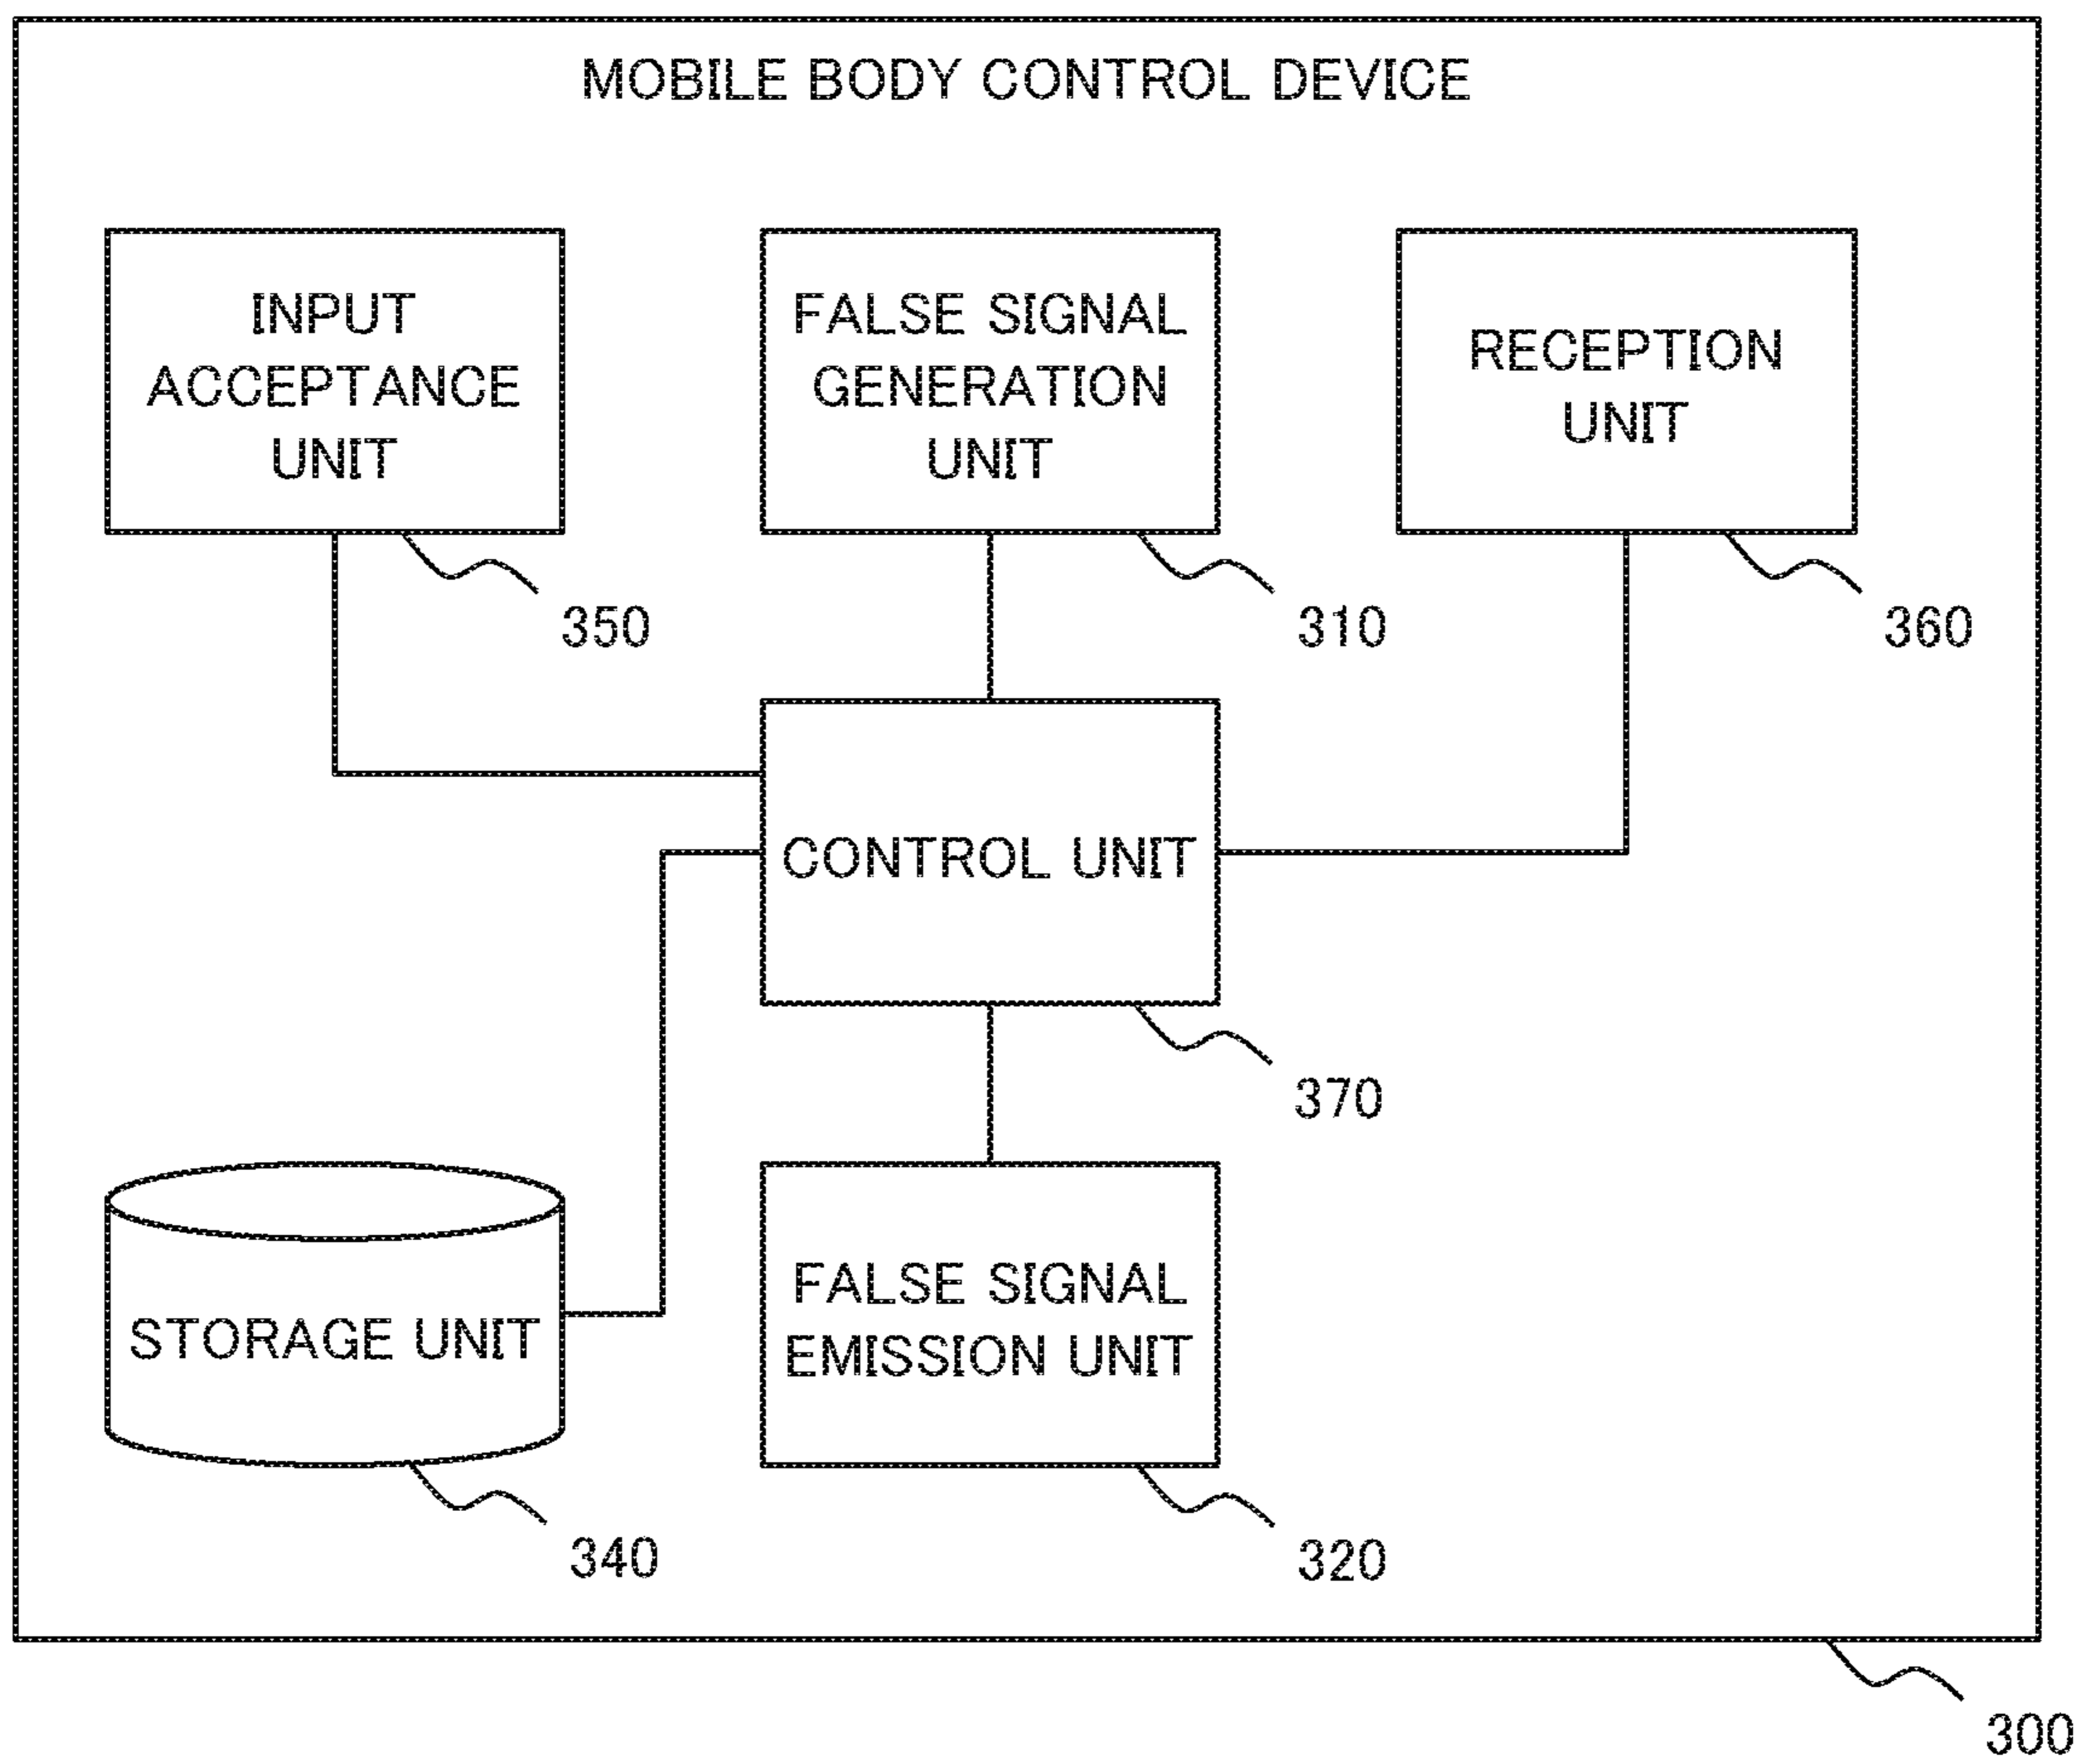 MOBILE BODY CONTROL DEVICE
INPUT
ACCEPTANCE
UNIT
350
FALSE SIGNAL
GENERATION
UNIT
310
RECEPTION
UNIT
360
CONTROL UNIT
370
STORAGE UNIT
340
FALSE SIGNAL
EMISSION UNIT
320
300